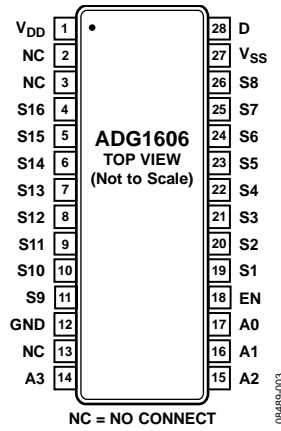 VDD 1 28 D
NC 2 27 VSS
NC 3 26 S8
S16 4 25 S7
S15 5 24 S6
S14 6 23 S5
S13 7 22 S4
S12 8 21 S3
S11 9 20 S2
S10 10 19 S1
S9 11 18 EN
GND 12 17 A0
NC 13 16 A1
A3 14 15 A2
ADG1606
TOP VIEW
(Not to Scale)
NC = NO CONNECT
08489-003